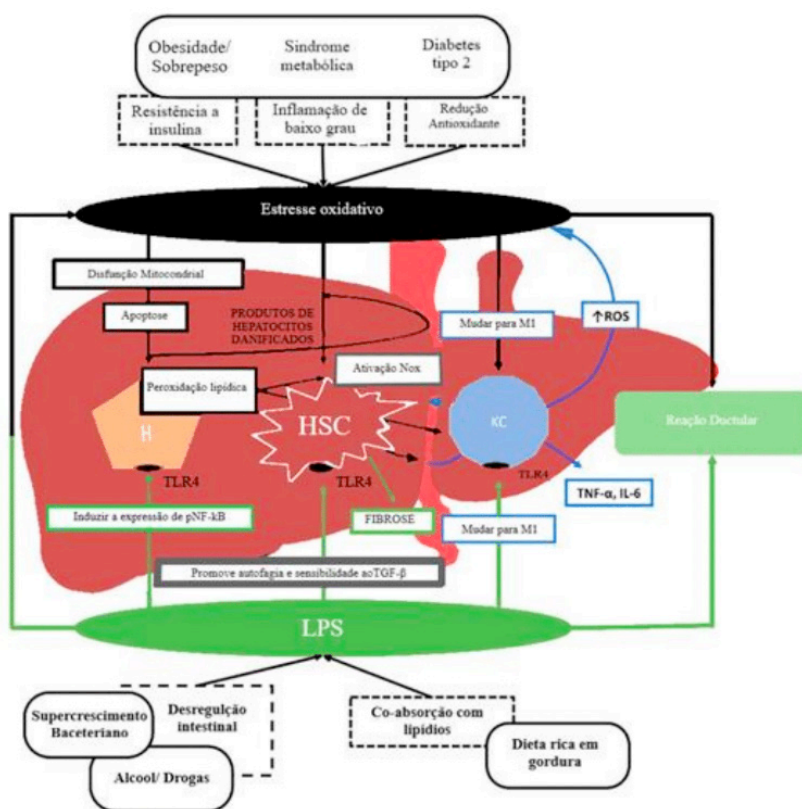 Obesidade/
Sobrepeso
Sindrome
metabólica
Diabetes
tipo 2
Resistência a
insulina
Inflamação de
baixo grau
Redução
Antioxidante
Estresse oxidativo
Disfunção Mitocondrial
Apoptose
PRODUTOS DE
HEPATOCITOS
DANIFICADOS
Mudar para M1
↑ROS
Peroxidação lipídica
Ativação Nox
H
HSC
KC
Reação Ductular
TLR4
TLR4
TLR4
TNF-α, IL-6
Induzir a expressão de pNF-kB
FIBROSE
Mudar para M1
Promove autofagia e sensibilidade aoTGF-β
LPS
Supercrescimento
Baceteriano
Desregulção
intestinal
Alcool/ Drogas
Co-absorção com
lipídios
Dieta rica em
gordura